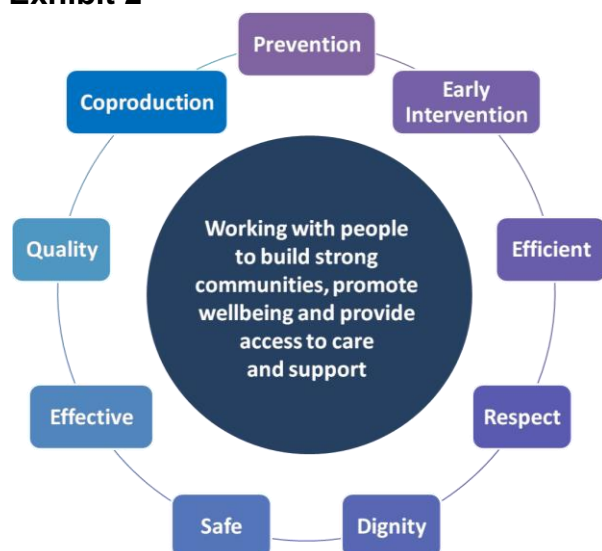 Exhibit 2
Prevention
Early
Intervention
Efficient
Respect
Dignity
Safe
Effective
Quality
Coproduction
Working with people
to build strong
communities, promote
wellbeing and provide
access to care
and support